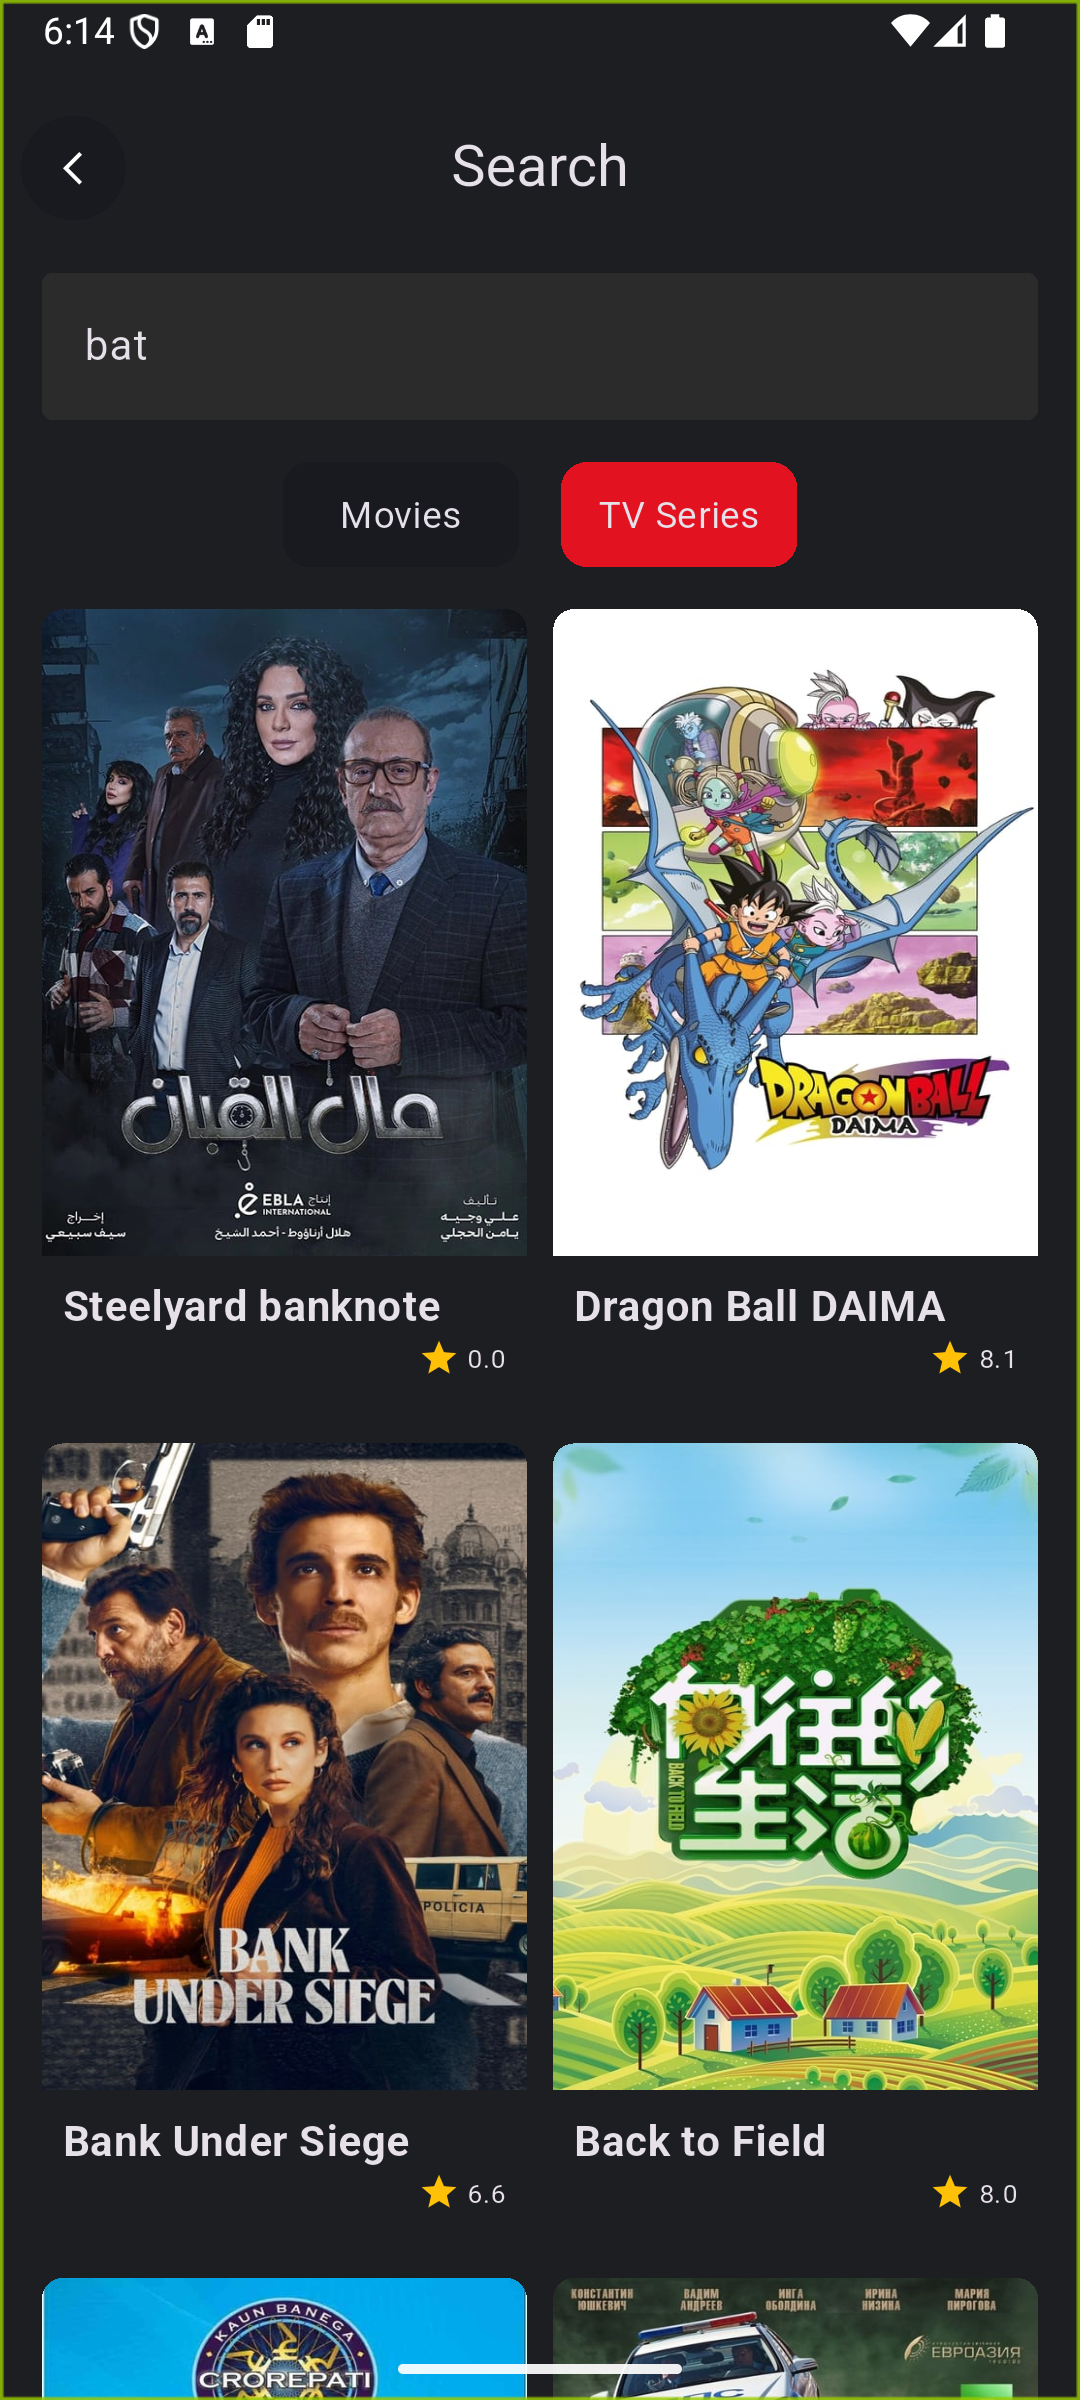 6:14
Search
bat
Movies
TV Series
مال القبان
EBLA إنتاج
INTERNATIONAL
إخراج
سيف سبيعي
هلال أرناؤوط - أحمد الشيخ
تأليف
علي وجيه
يامن الحجلي
DRAGON BALL
DAIMA
Steelyard banknote
0.0
Dragon Ball DAIMA
8.1
POLICIA
BANK
UNDER SIEGE
向往的
生活
BACK TO FIELD
Bank Under Siege
6.6
Back to Field
8.0
KAUN BANEGA
CROREPATI
КОНСТАНТИН
ЮШКЕВИЧ
ВАДИМ
АНДРЕЕВ
ИНГА
ОБОЛДИНА
ИРИНА
НИЗИНА
МАРИЯ
ПИРОГОВА
ЕВРОАЗИЯ